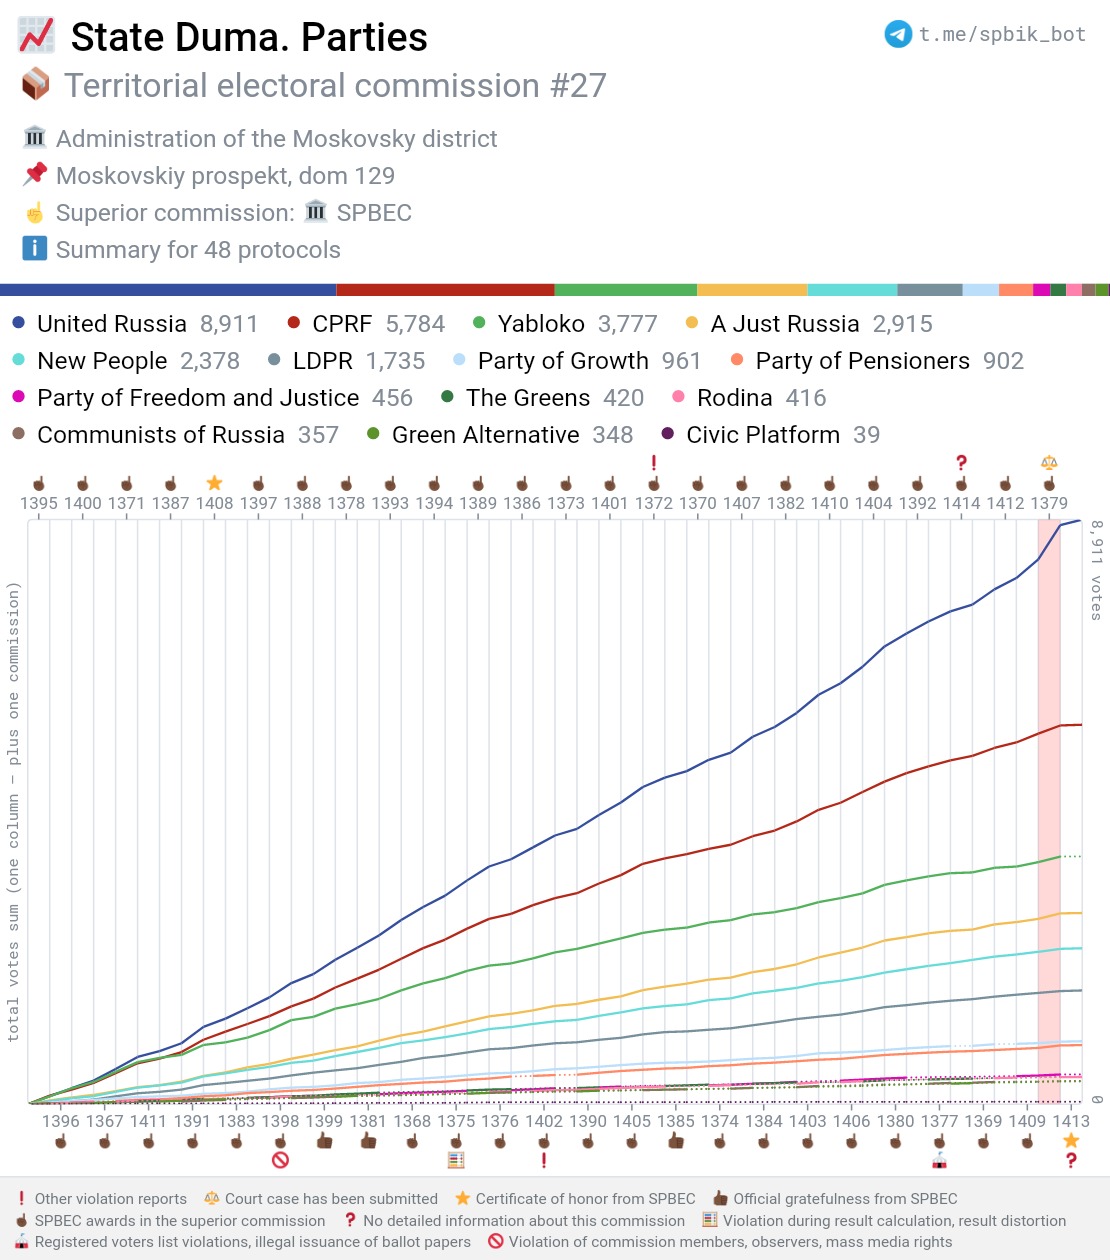 State Duma. Parties
t.me/spbik_bot
Territorial electoral commission #27
Administration of the Moskovsky district
Moskovskiy prospekt, dom 129
Superior commission: SPBEC
Summary for 48 protocols
United Russia 8,911 CPRF 5,784 Yabloko 3,777 A Just Russia 2,915
New People 2,378 LDPR 1,735 Party of Growth 961 Party of Pensioners 902
Party of Freedom and Justice 456 The Greens 420 Rodina 416
Communists of Russia 357 Green Alternative 348 Civic Platform 39
1395 1400 1371 1387 1408 1397 1388 1378 1393 1394 1389 1386 1373 1401 1372 1370 1407 1382 1410 1404 1392 1414 1412 1379
8,911 votes
total votes sum (one column – plus one commission)
0
1396 1367 1411 1391 1383 1398 1399 1381 1368 1375 1376 1402 1390 1405 1385 1374 1384 1403 1406 1380 1377 1369 1409 1413
Other violation reports Court case has been submitted Certificate of honor from SPBEC Official gratefulness from SPBEC
SPBEC awards in the superior commission No detailed information about this commission Violation during result calculation, result distortion
Registered voters list violations, illegal issuance of ballot papers Violation of commission members, observers, mass media rights